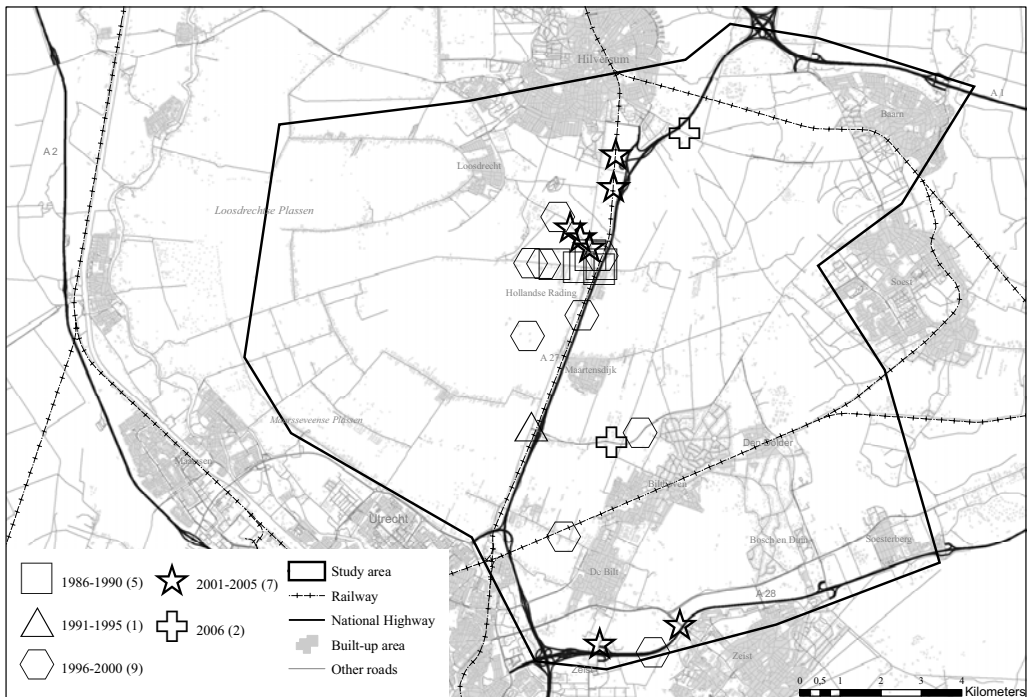 Hilversum
A 1
Baarn
A 2
Loosdrecht
Loosdrechtse Plassen
Soest
Hollandse Rading
A 27
Maartensdijk
Maarsseveense Plassen
Den Dolder
Maarssen
Bilthoven
Utrecht
Bosch en Duin
Soesterberg
De Bilt
A 28
Zeist
Zeist
1986-1990 (5)
1991-1995 (1)
1996-2000 (9)
2001-2005 (7)
2006 (2)
Study area
Railway
National Highway
Built-up area
Other roads
0 0,5 1 2 3 4
Kilometers